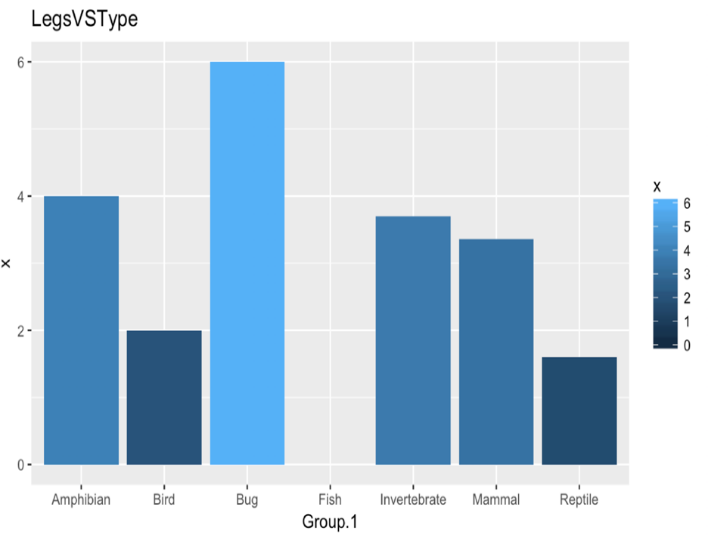 LegsVSType
x
6
4
2
0
Amphibian Bird Bug Fish Invertebrate Mammal Reptile
Group.1
x
6
5
4
3
2
1
0